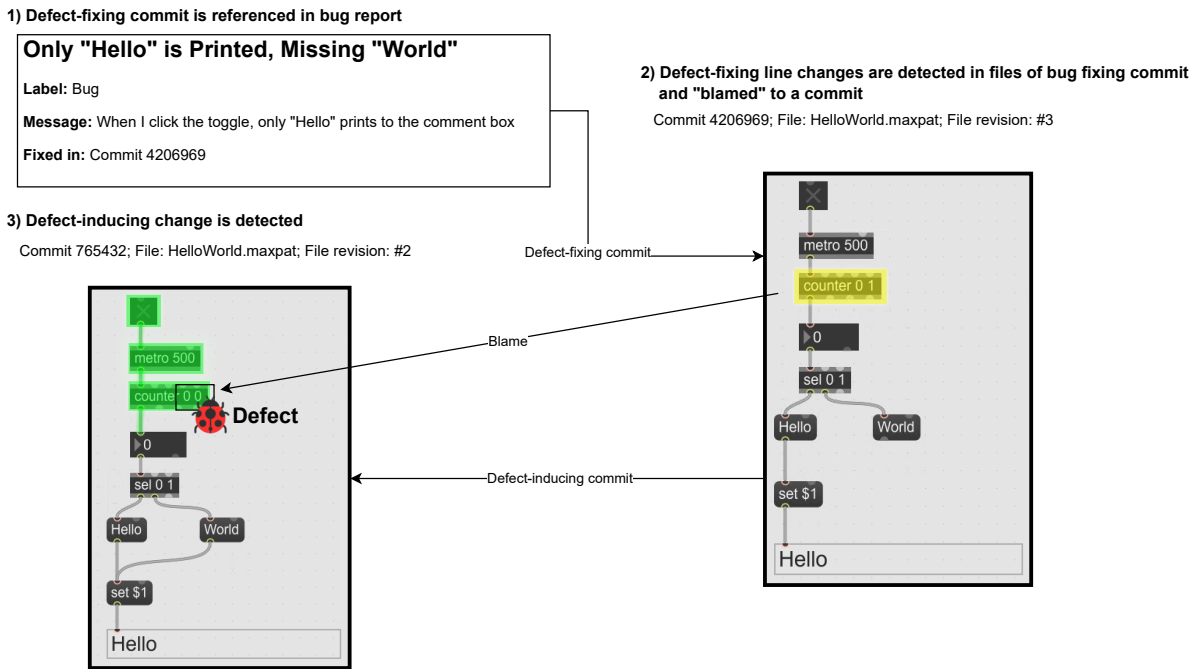 1) Defect-fixing commit is referenced in bug report
Only "Hello" is Printed, Missing "World"
Label: Bug
Message: When I click the toggle, only "Hello" prints to the comment box
Fixed in: Commit 4206969
2) Defect-fixing line changes are detected in files of bug fixing commit
and "blamed" to a commit
Commit 4206969; File: HelloWorld.maxpat; File revision: #3
3) Defect-inducing change is detected
Commit 765432; File: HelloWorld.maxpat; File revision: #2
Defect-fixing commit
metro 500
counter 0 1
0
sel 0 1
Hello
World
set $1
Hello
Blame
Defect-inducing commit
metro 500
counter 0 0
Defect
0
sel 0 1
Hello
World
set $1
Hello